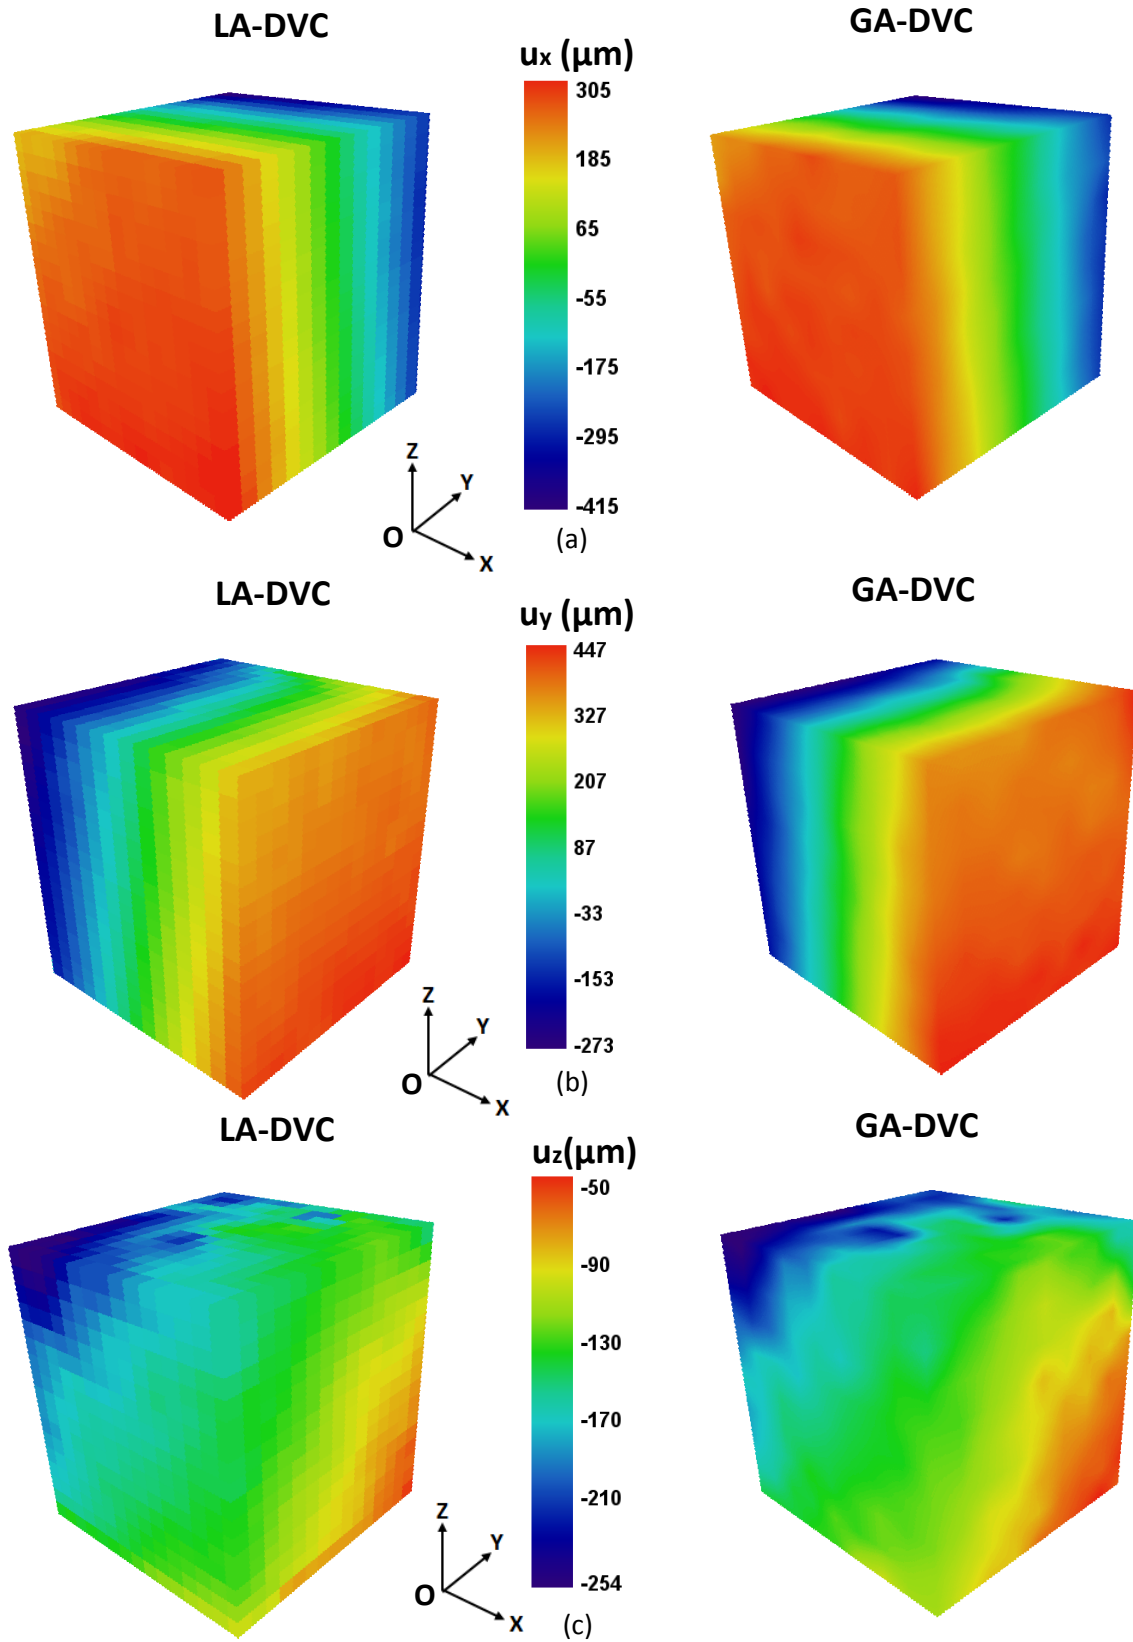 LA-DVC
GA-DVC
ux (μm)
305
185
65
-55
-175
-295
-415
Z
Y
O
X
(a)
LA-DVC
GA-DVC
uy (μm)
447
327
207
87
-33
-153
-273
Z
Y
O
X
(b)
LA-DVC
GA-DVC
uz(μm)
-50
-90
-130
-170
-210
-254
Z
Y
O
X
(c)